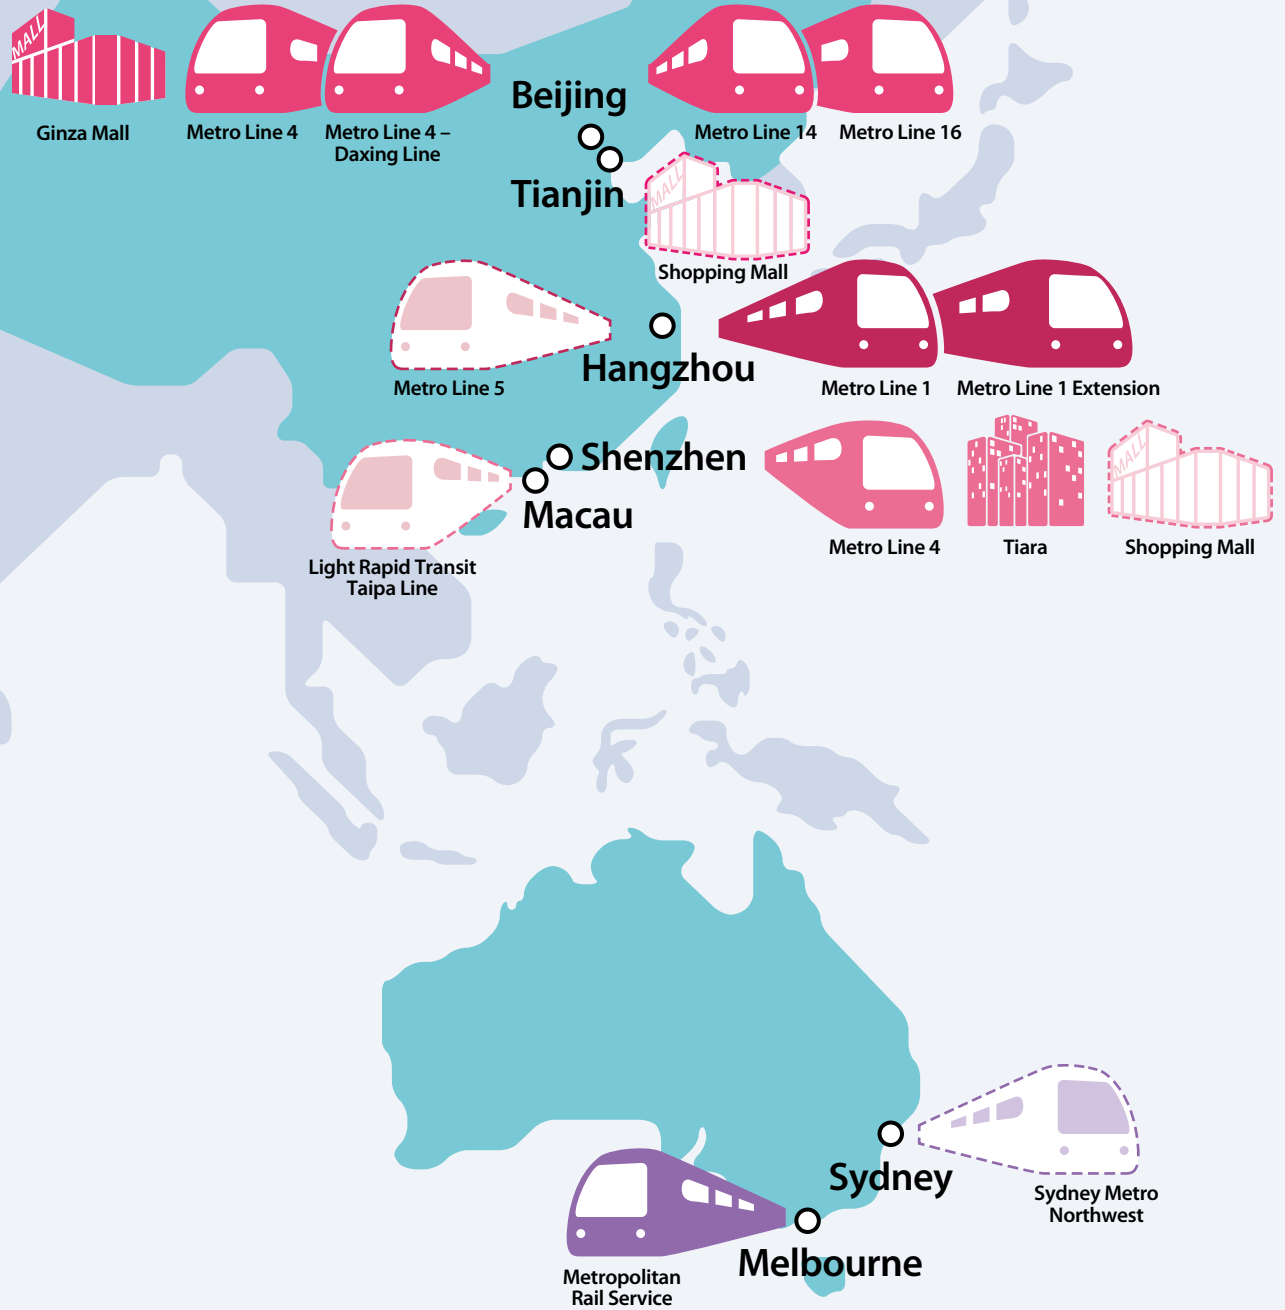 MALL
Ginza Mall
Metro Line 4
Metro Line 4 –
Daxing Line
Beijing
Tianjin
Metro Line 14
Metro Line 16
MALL
Shopping Mall
Metro Line 5
Hangzhou
Metro Line 1
Metro Line 1 Extension
Shenzhen
Macau
Light Rapid Transit
Taipa Line
Metro Line 4
Tiara
MALL
Shopping Mall
Sydney
Sydney Metro
Northwest
Melbourne
Metropolitan
Rail Service